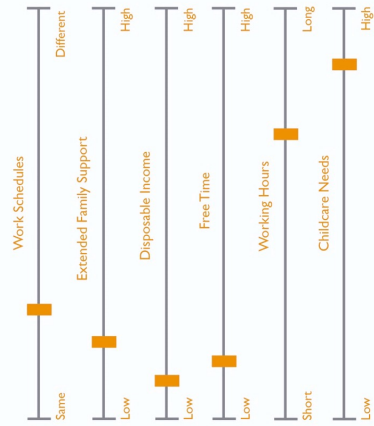 Different
Work Schedules
Same
High
Extended Family Support
Low
High
Disposable Income
Low
High
Free Time
Low
Long
Working Hours
Short
High
Childcare Needs
Low